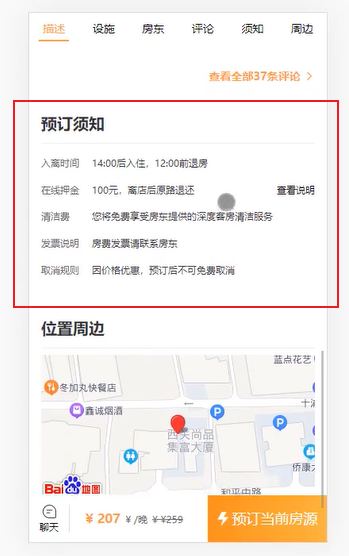 描述 设施 房东 评论 须知 周边
查看全部37条评论 >
预订须知
入离时间 14:00后入住，12:00前退房
在线押金 100元，离店后原路退还 查看说明
清洁费 您将免费享受房东提供的深度客房清洁服务
发票说明 房费发票请联系房东
取消规则 因价格优惠，预订后不可免费取消
位置周边
蓝点花艺
冬加丸快餐店
鑫诚烟酒
P
P
西关尚品
集富大厦
侨康人
Bai 地图
和平中路
聊天 ¥ 207 ¥ /晚 ¥ ¥259 预订当前房源